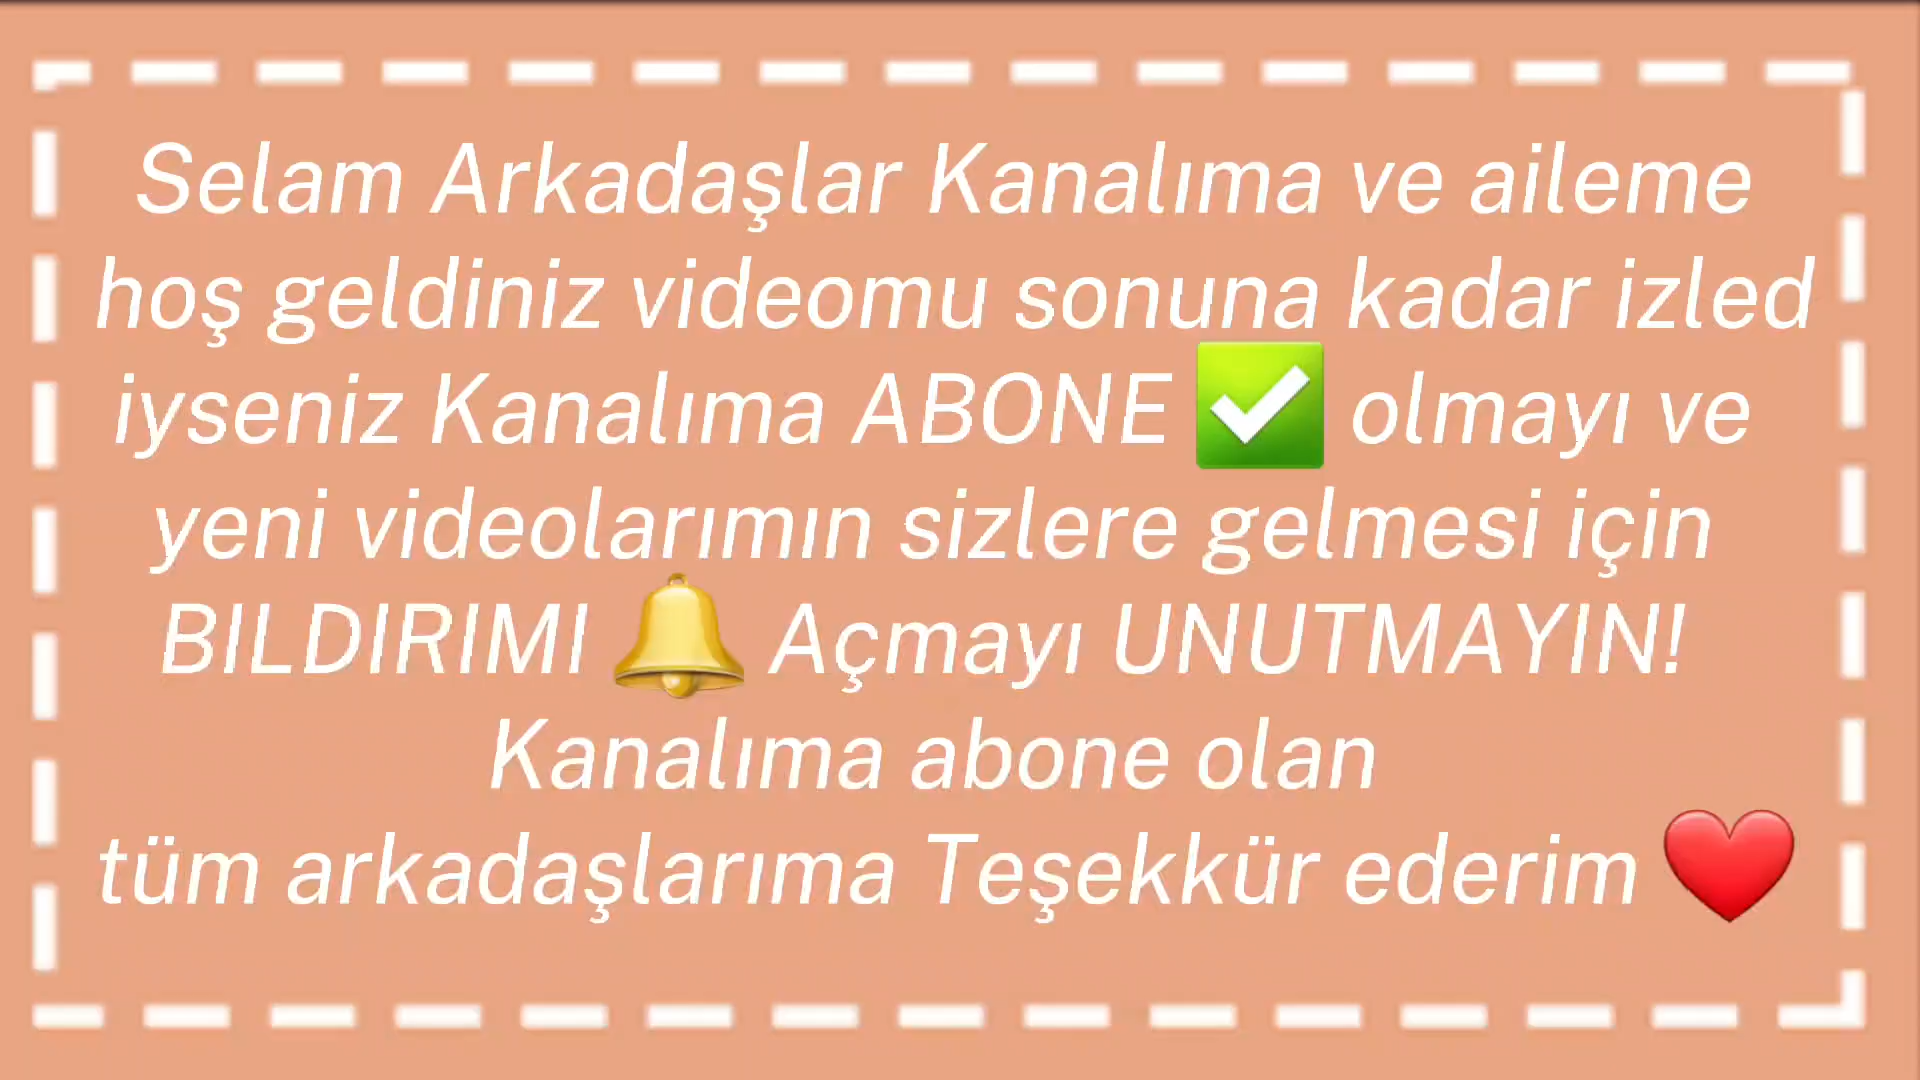 Selam Arkadaşlar Kanalıma ve aileme
hoş geldiniz videomu sonuna kadar izled
iyseniz Kanalıma ABONE ✅ olmayı ve
yeni videolarımın sizlere gelmesi için
BILDIRIMI 🔔 Açmayı UNUTMAYIN!
Kanalıma abone olan
tüm arkadaşlarıma Teşekkür ederim ❤️